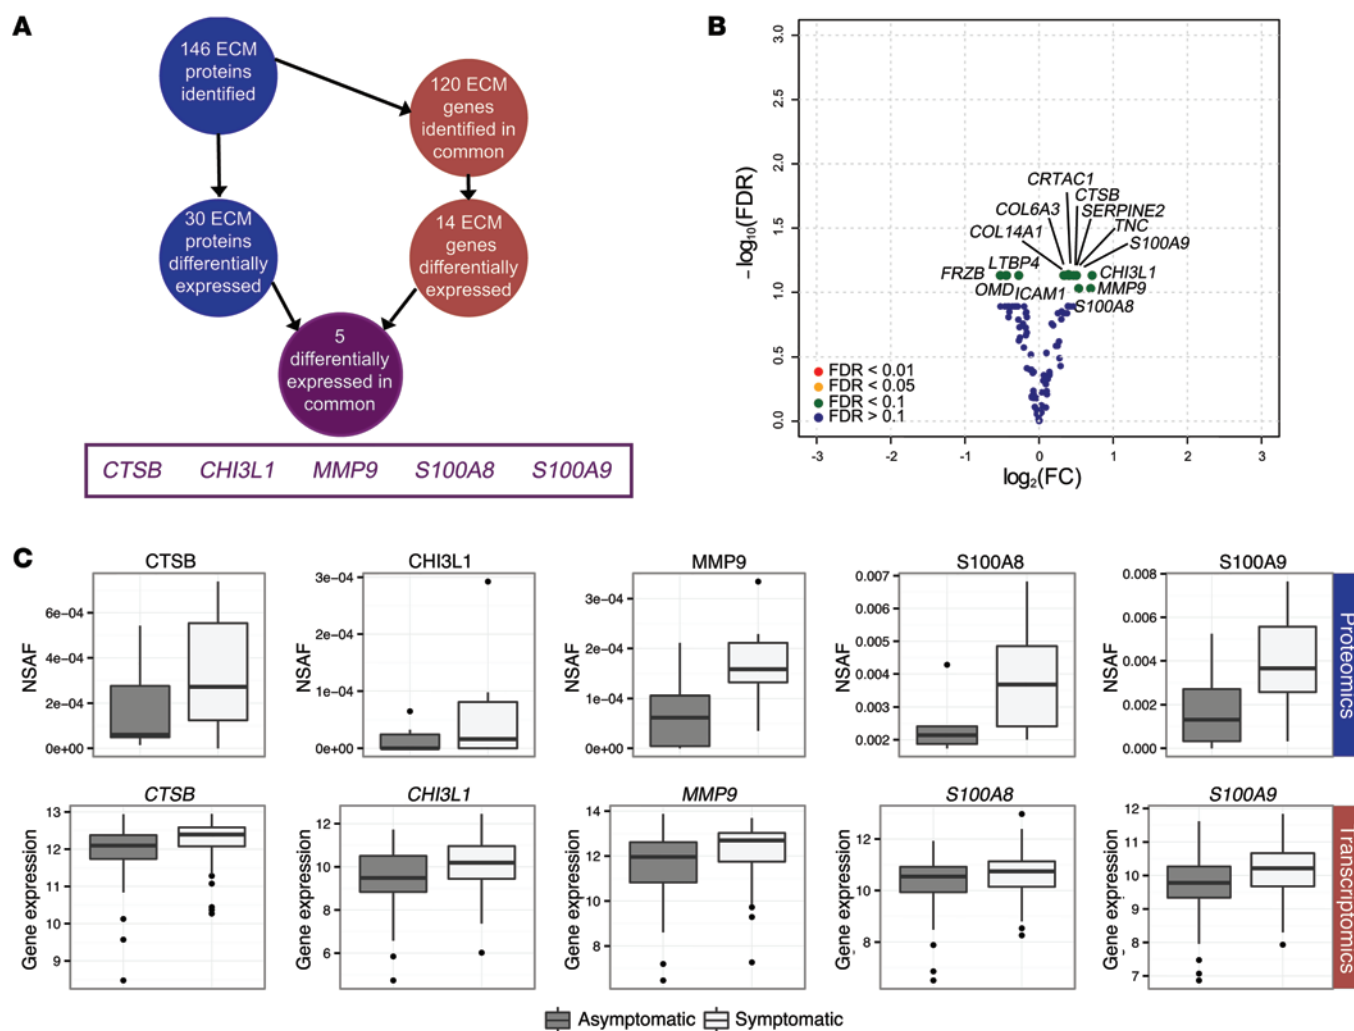 A
146 ECM
proteins
identified
120 ECM
genes
identified in
common
30 ECM
proteins
differentially
expressed
14 ECM
genes
differentially
expressed
5
differentially
expressed in
common
CTSB CHI3L1 MMP9 S100A8 S100A9
B
3.0
2.5
2.0
1.5
1.0
0.5
0.0
−log10(FDR)
CRTAC1
CTSB
COL6A3 SERPINE2
COL14A1 TNC
S100A9
FRZB LTBP4 CHI3L1
OMD ICAM1 MMP9
S100A8
FDR < 0.01
FDR < 0.05
FDR < 0.1
FDR > 0.1
-3 -2 -1 0 1 2 3
log2(FC)
C
CTSB
NSAF
6e−04
4e−04
2e−04
0e+00
CHI3L1
NSAF
3e−04
2e−04
1e−04
0e+00
MMP9
NSAF
3e−04
2e−04
1e−04
0e+00
S100A8
NSAF
0.007
0.006
0.005
0.004
0.003
0.002
S100A9
NSAF
0.008
0.006
0.004
0.002
0.000
Proteomics
CTSB
Gene expression
13
12
11
10
9
CHI3L1
Gene expression
12
10
8
6
MMP9
Gene expression
14
12
10
8
S100A8
Gene expression
12
10
8
S100A9
Gene expression
12
11
10
9
8
7
Transcriptomics
Asymptomatic Symptomatic